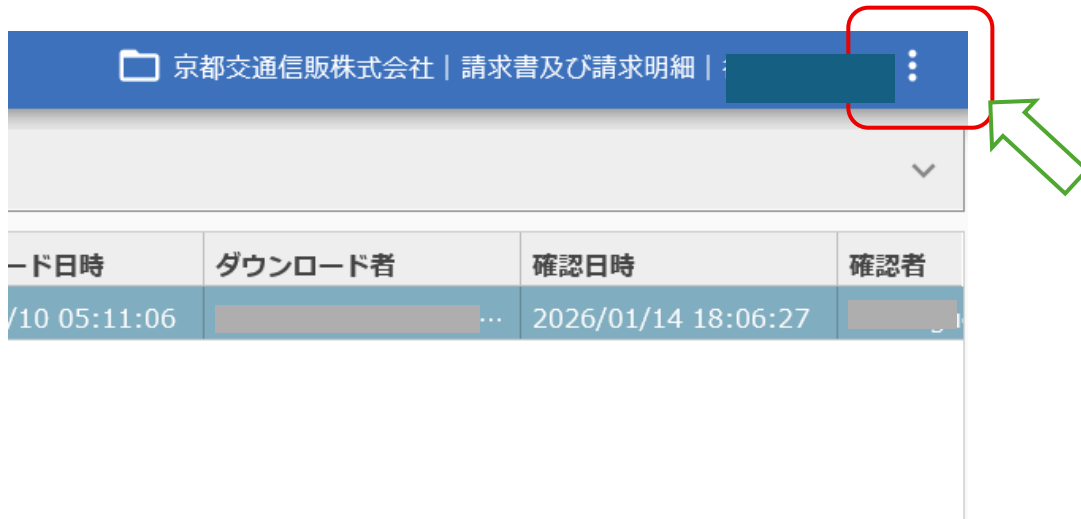 京都交通信販株式会社|請求書及び請求明細|
ード日時 ダウンロード者 確認日時 確認者
/10 05:11:06 … 2026/01/14 18:06:27